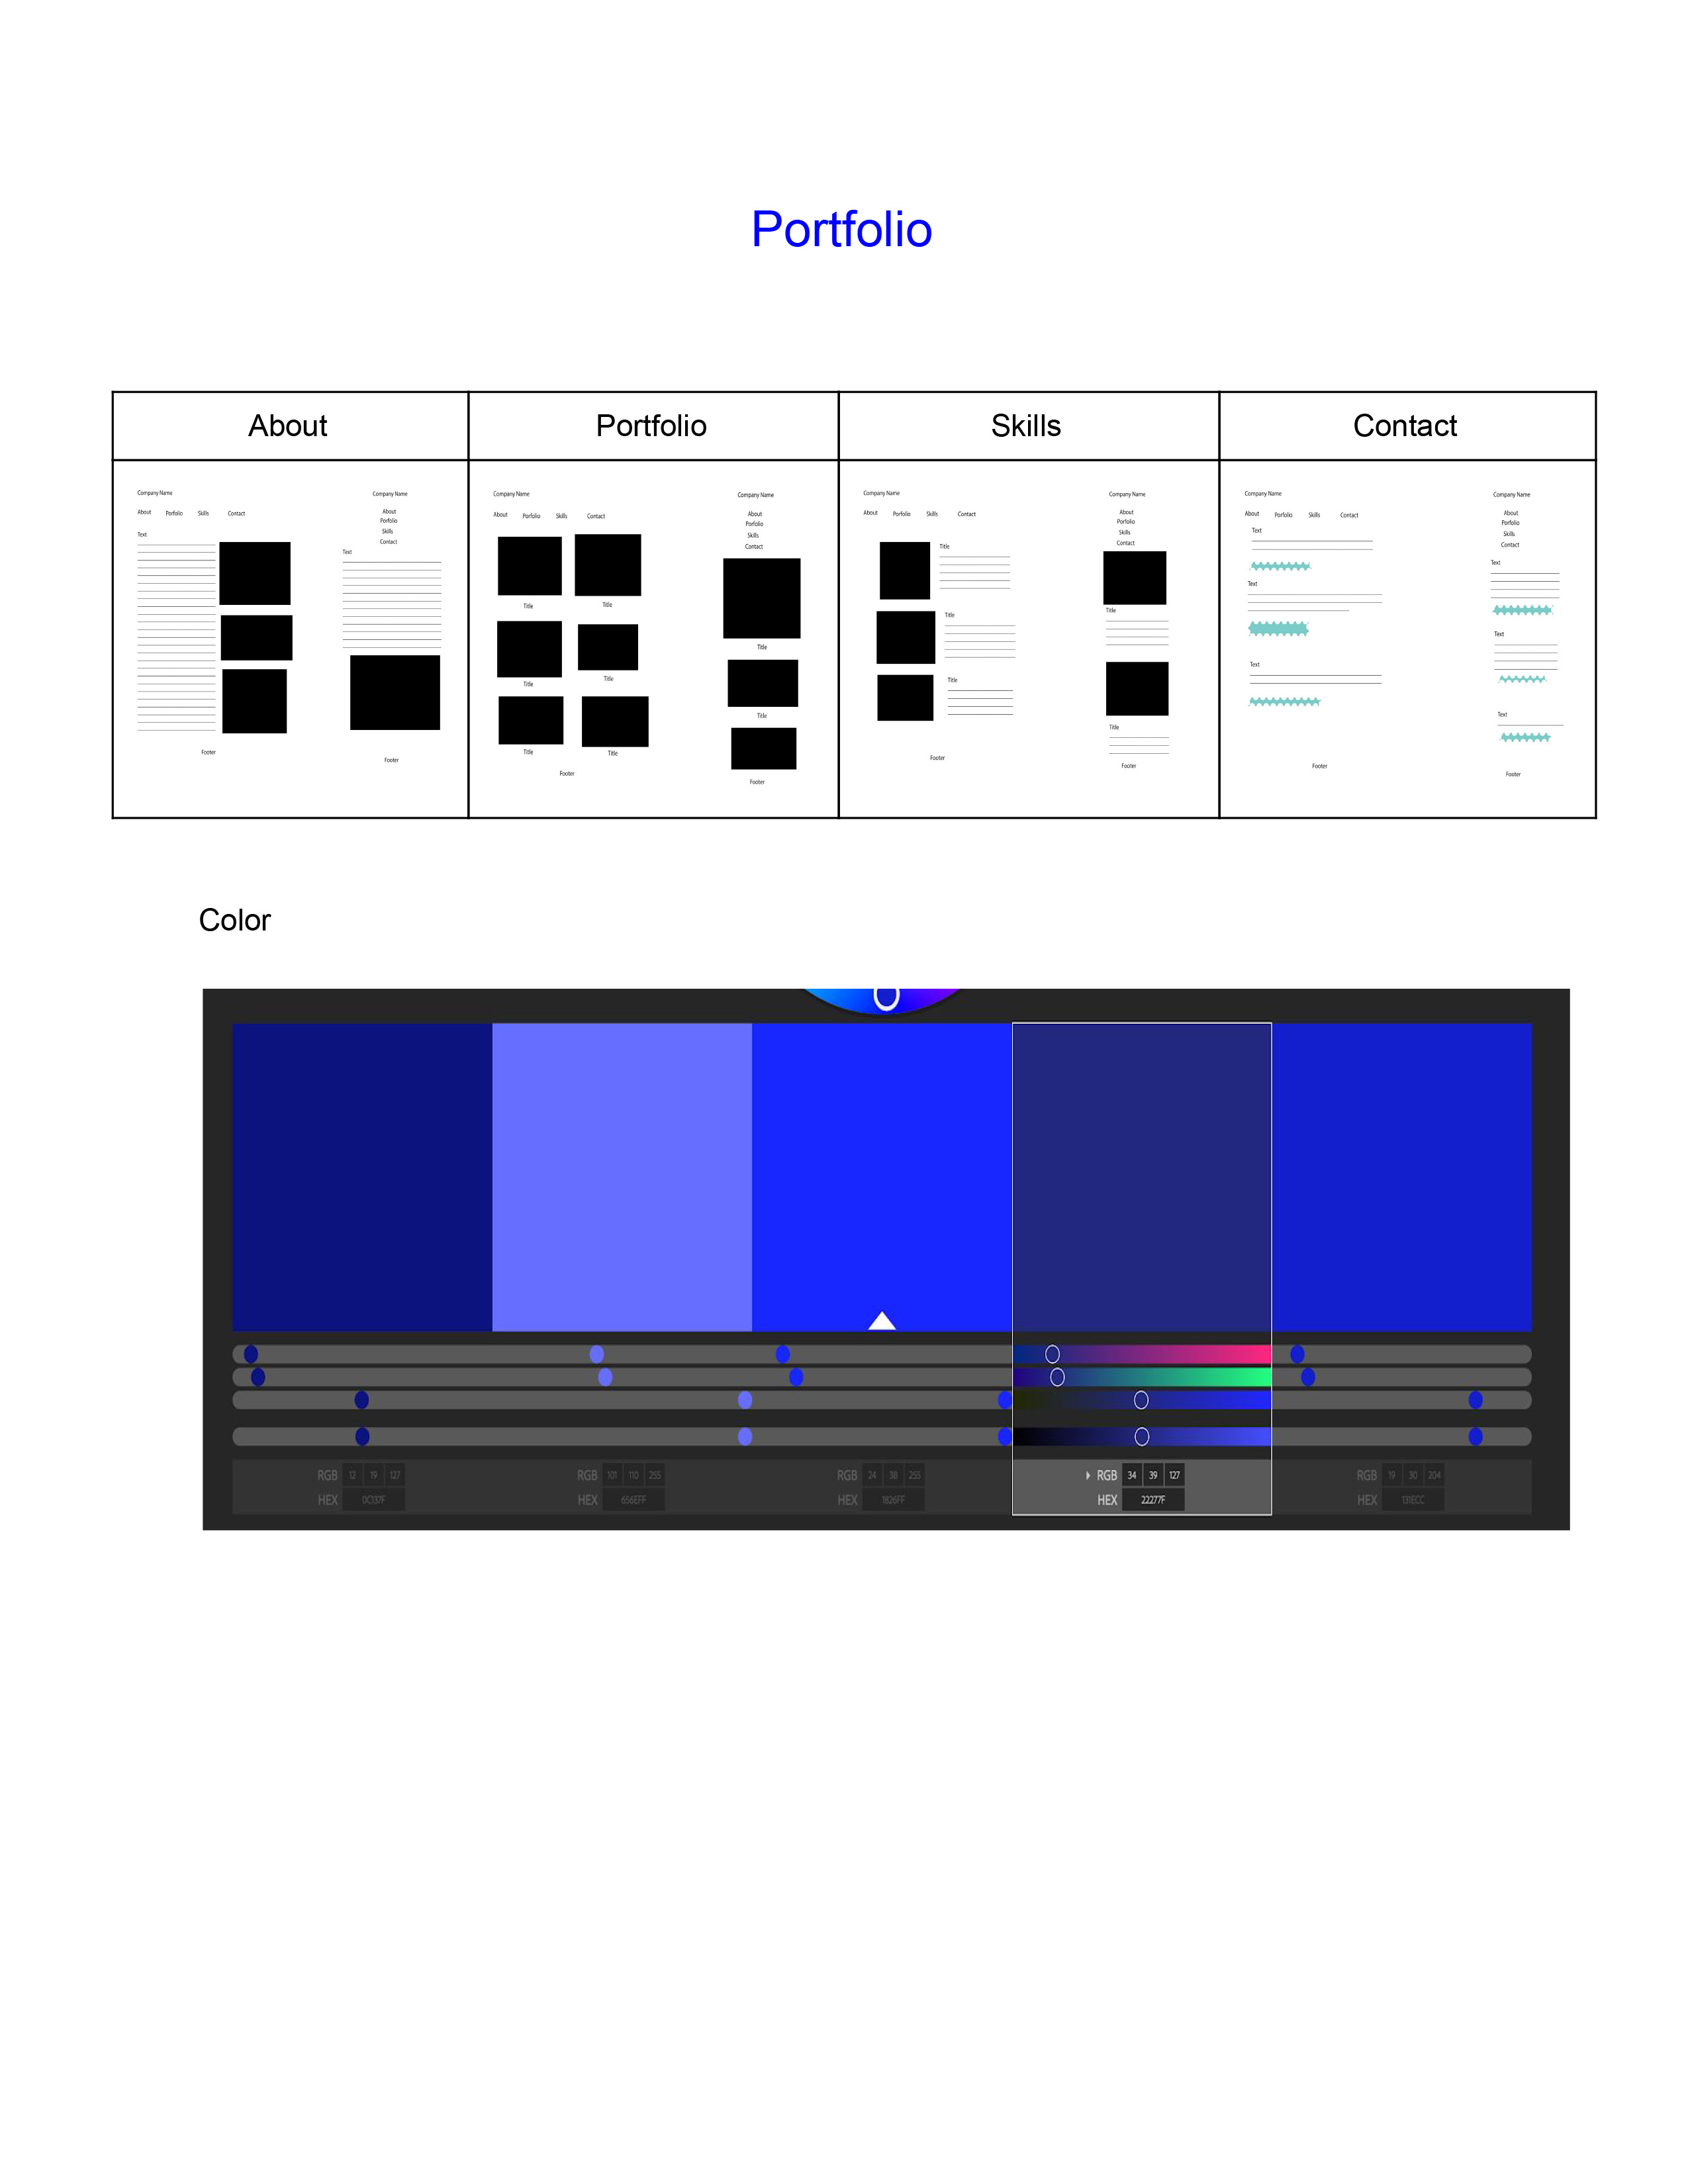 Portfolio
About
Portfolio
Skills
Contact
Company Name
About Porfolio Skills Contact
Text
Footer
Company Name
About
Porfolio
Skills
Contact
Text
Footer
Company Name
About Porfolio Skills Contact
Title Title
Title Title
Title Title
Footer
Company Name
About
Porfolio
Skills
Contact
Title
Title
Footer
Company Name
About Porfolio Skills Contact
Title
Title
Title
Footer
Company Name
About
Porfolio
Skills
Contact
Title
Title
Footer
Company Name
About Porfolio Skills Contact
Text
Text
Text
Footer
Company Name
About
Porfolio
Skills
Contact
Text
Text
Text
Footer
Color
RGB 12 19 127
HEX 0C137F
RGB 101 110 255
HEX 656EFF
RGB 24 38 255
HEX 1826FF
RGB 34 39 127
HEX 22277F
RGB 19 30 204
HEX 131ECC